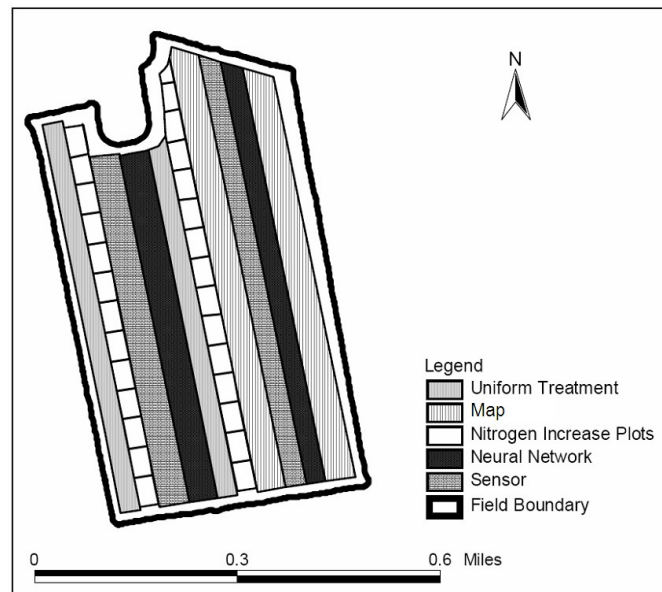 N
Legend
Uniform Treatment
Map
Nitrogen Increase Plots
Neural Network
Sensor
Field Boundary
0 0.3 0.6 Miles